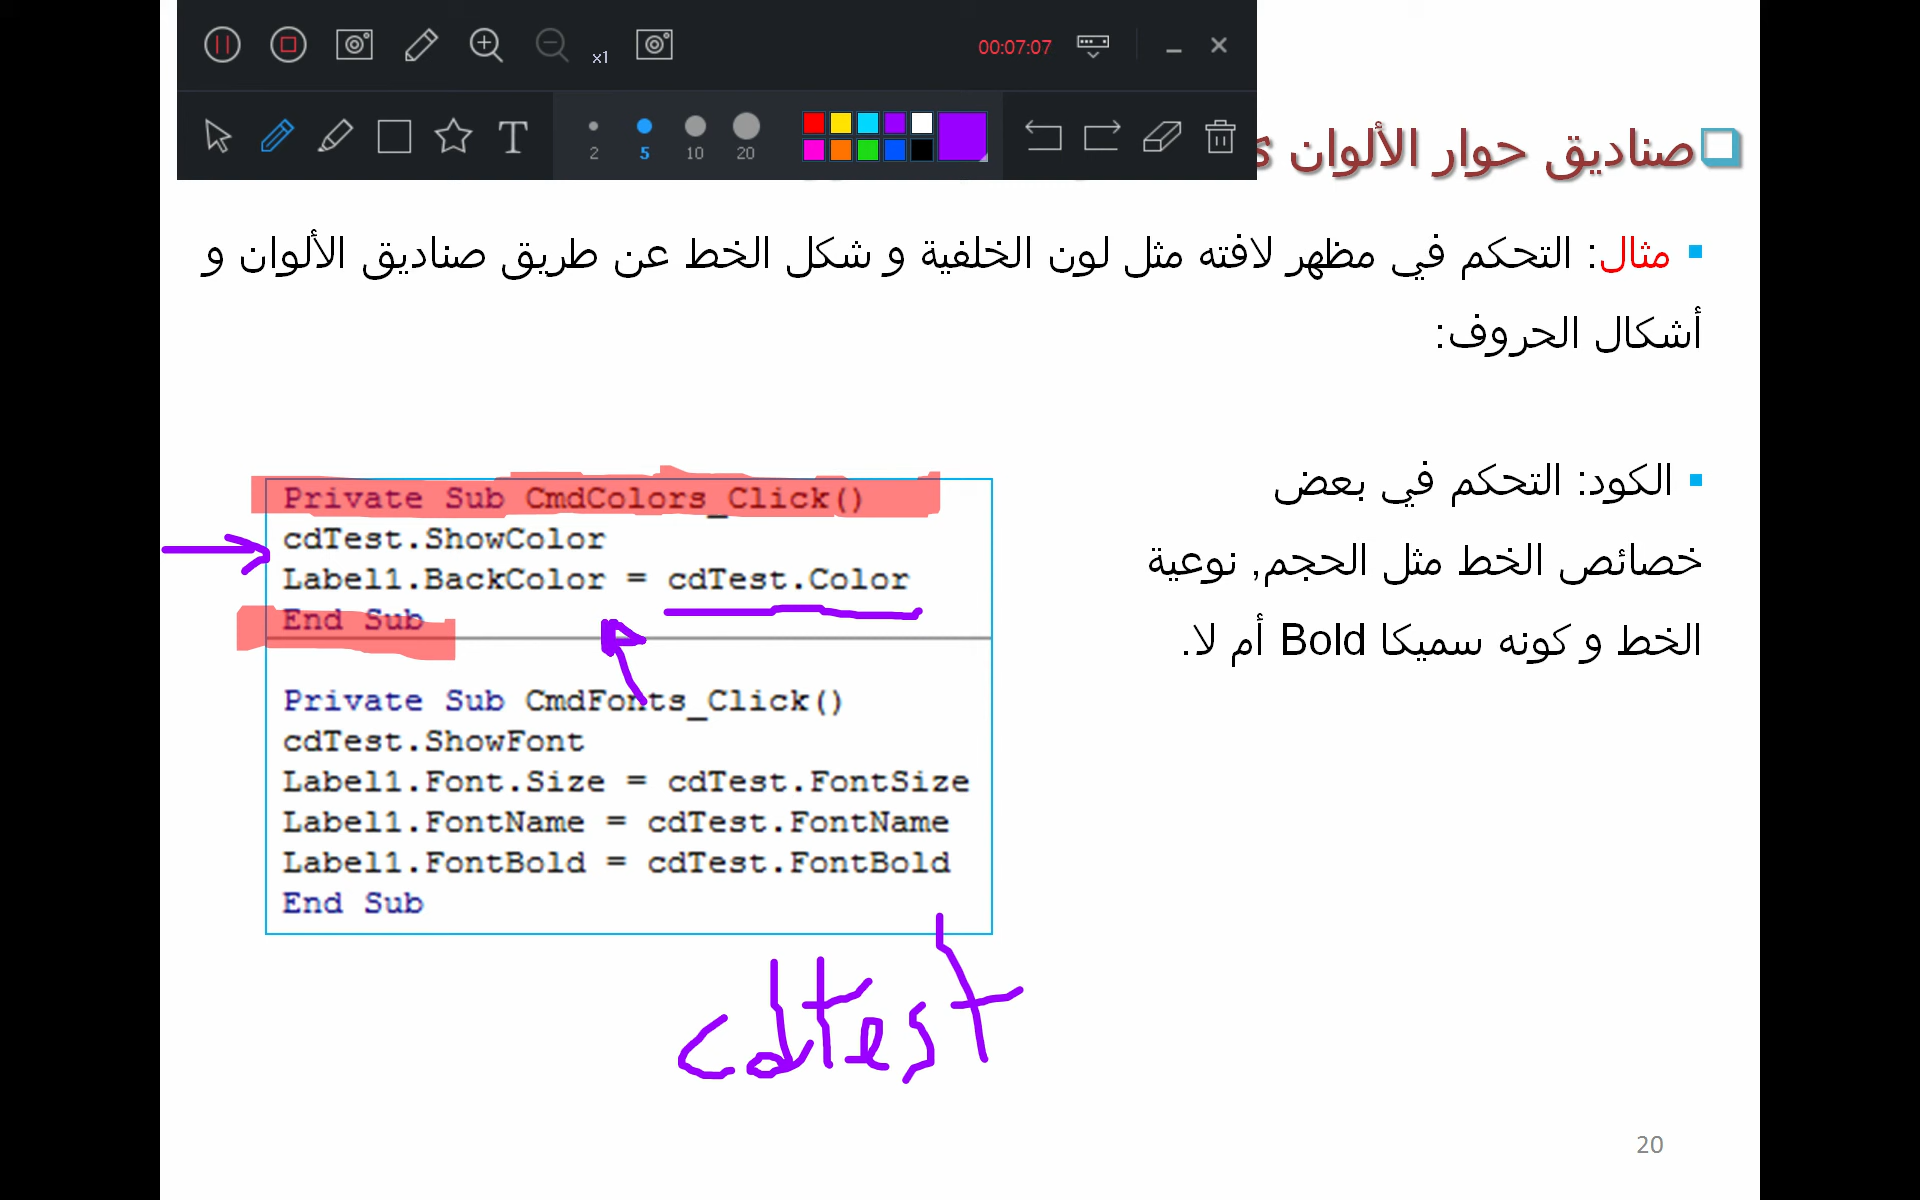 x1
00:07:07
2 5 10 20
صناديق حوار الألوان
مثال: التحكم في مظهر لافته مثل لون الخلفية و شكل الخط عن طريق صناديق الألوان و
أشكال الحروف:
الكود: التحكم في بعض
خصائص الخط مثل الحجم, نوعية
الخط و كونه سميكا Bold أم لا.
Private Sub CmdColors_Click()
cdTest.ShowColor
Label1.BackColor = cdTest.Color
End Sub
Private Sub CmdFonts_Click()
cdTest.ShowFont
Label1.Font.Size = cdTest.FontSize
Label1.FontName = cdTest.FontName
Label1.FontBold = cdTest.FontBold
End Sub
cdTest
20